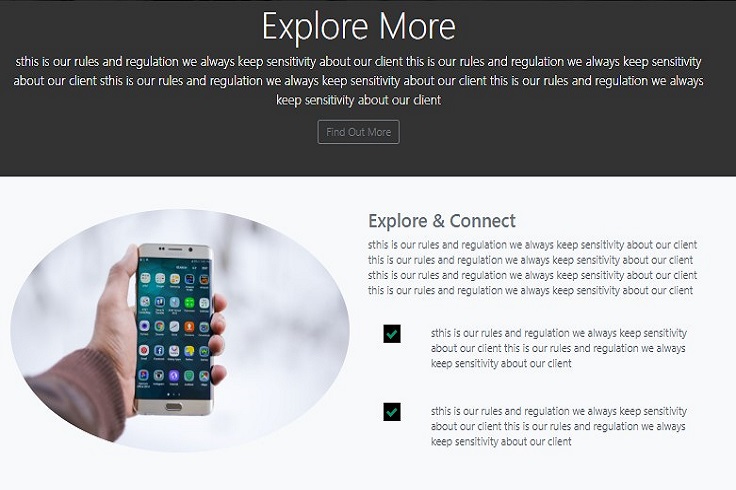 Explore More
sthis is our rules and regulation we always keep sensitivity about our client this is our rules and regulation we always keep sensitivity
about our client sthis is our rules and regulation we always keep sensitivity about our client this is our rules and regulation we always
keep sensitivity about our client
Find Out More
Explore & Connect
sthis is our rules and regulation we always keep sensitivity about our client
this is our rules and regulation we always keep sensitivity about our client
sthis is our rules and regulation we always keep sensitivity about our client
this is our rules and regulation we always keep sensitivity about our client
sthis is our rules and regulation we always keep sensitivity
about our client this is our rules and regulation we always
keep sensitivity about our client
sthis is our rules and regulation we always keep sensitivity
about our client this is our rules and regulation we always
keep sensitivity about our client